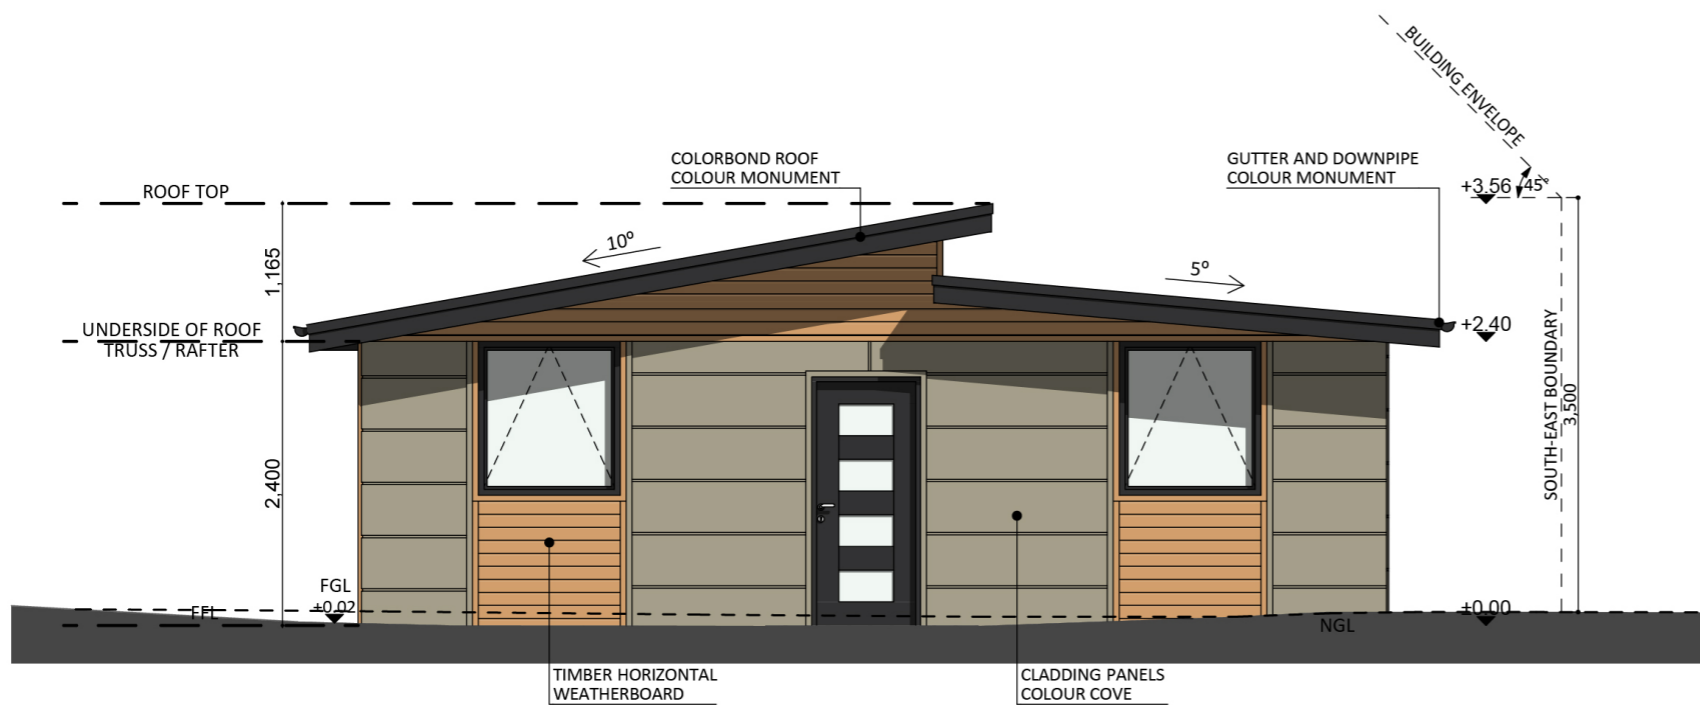 BUILDING ENVELOPE
COLORBOND ROOF
COLOUR MONUMENT
GUTTER AND DOWNPIPE
COLOUR MONUMENT
ROOF TOP
+3.56
45°
10º
5º
1,165
UNDERSIDE OF ROOF
TRUSS / RAFTER
+2.40
SOUTH-EAST BOUNDARY
3,500
2,400
FGL
+0.02
FFL
±0.00
NGL
TIMBER HORIZONTAL
WEATHERBOARD
CLADDING PANELS
COLOUR COVE